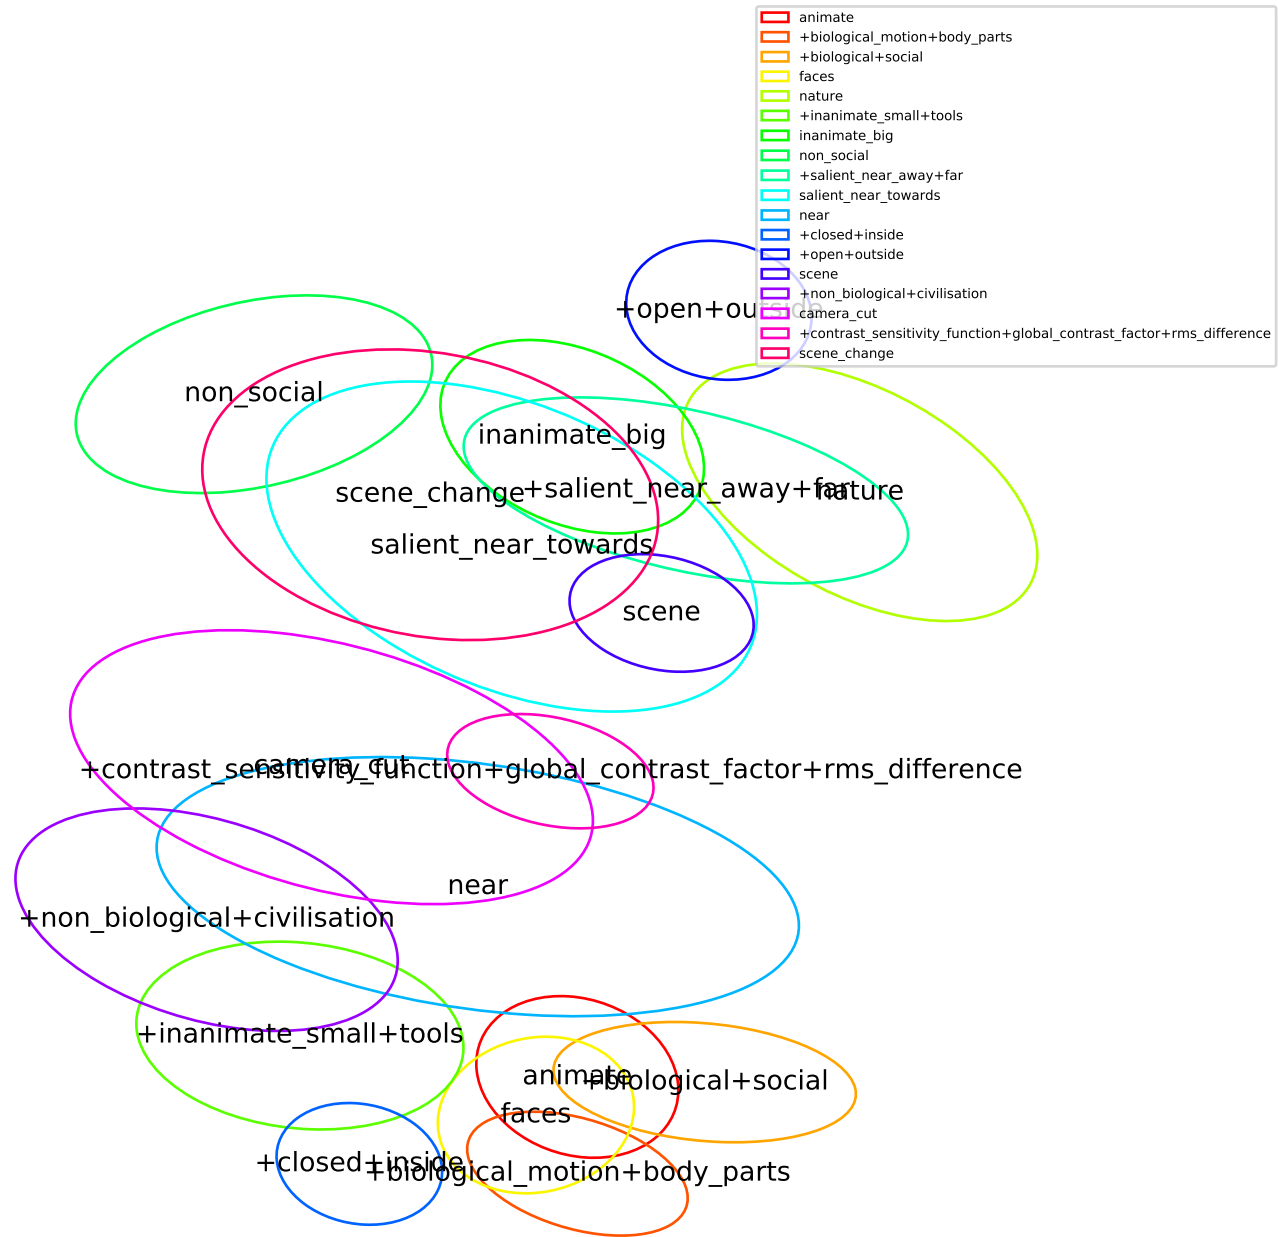 animate
+biological_motion+body_parts
+biological+social
faces
nature
+inanimate_small+tools
inanimate_big
non_social
+salient_near_away+far
salient_near_towards
near
+closed+inside
+open+outside
scene
+non_biological+civilisation
camera_cut
+contrast_sensitivity_function+global_contrast_factor+rms_difference
scene_change
+open+outside
non_social
inanimate_big
scene_change
+salient_near_away+far
nature
salient_near_towards
scene
camera_cut
+contrast_sensitivity_function+global_contrast_factor+rms_difference
near
+non_biological+civilisation
+inanimate_small+tools
animate
+biological+social
faces
+closed+inside
+biological_motion+body_parts